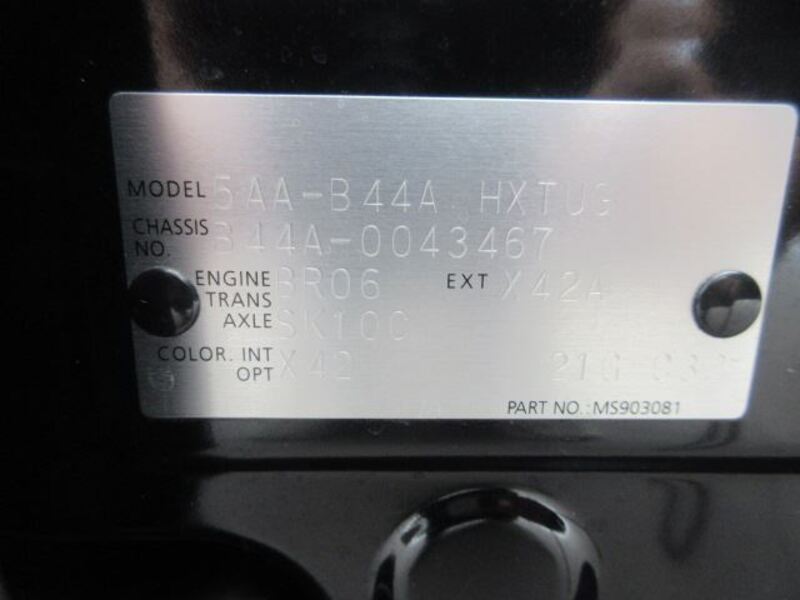 MODEL 5AA-B44A HXTUG
CHASSIS NO. B44A-0043467
ENGINE BR06 EXT X42A
TRANS AXLE SK10C
COLOR. INT
OPT X42
PART NO.:MS903081